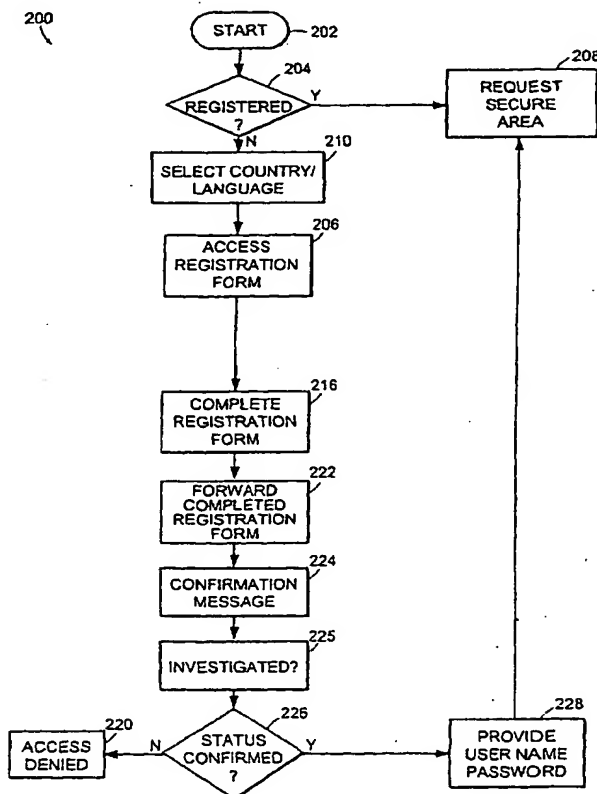 200
START
202
204
REGISTERED
?
Y
N
208
REQUEST
SECURE
AREA
210
SELECT COUNTRY/
LANGUAGE
206
ACCESS
REGISTRATION
FORM
216
COMPLETE
REGISTRATION
FORM
222
FORWARD
COMPLETED
REGISTRATION
FORM
224
CONFIRMATION
MESSAGE
225
INVESTIGATED?
226
STATUS
CONFIRMED
?
N
Y
220
ACCESS
DENIED
228
PROVIDE
USER NAME
PASSWORD